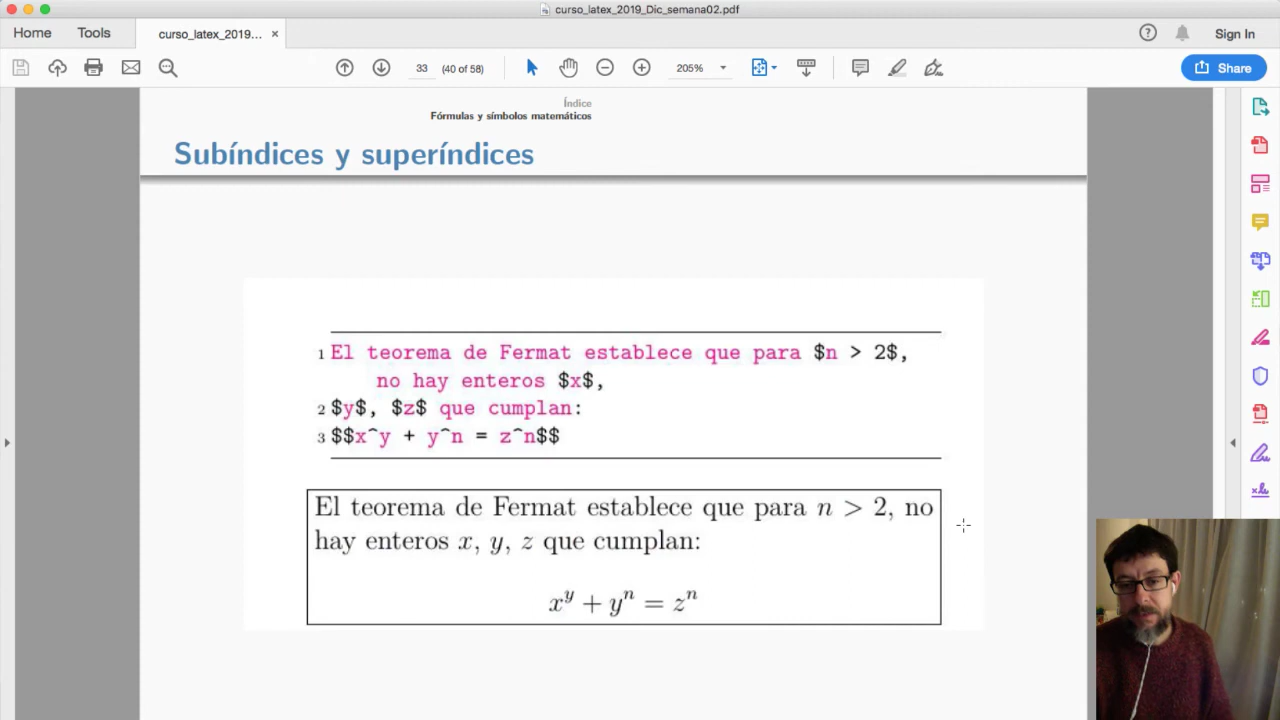 curso_latex_2019_Dic_semana02.pdf
Home Tools curso_latex_2019... × Sign In
33 (40 of 58) 205% Share
Índice
Fórmulas y símbolos matemáticos
Subíndices y superíndices
1 El teorema de Fermat establece que para $n > 2$,
no hay enteros $x$,
2 $y$, $z$ que cumplan:
3 $$x^y + y^n = z^n$$
El teorema de Fermat establece que para n > 2, no
hay enteros x, y, z que cumplan:
x^y + y^n = z^n